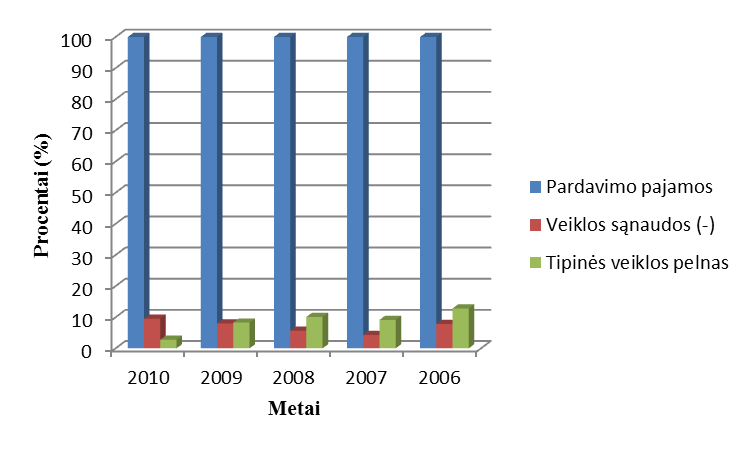 100
90
80
70
60
50
40
30
20
10
0
Procentai (%)
2010 2009 2008 2007 2006
Metai
Pardavimo pajamos
Veiklos sąnaudos (-)
Tipinės veiklos pelnas